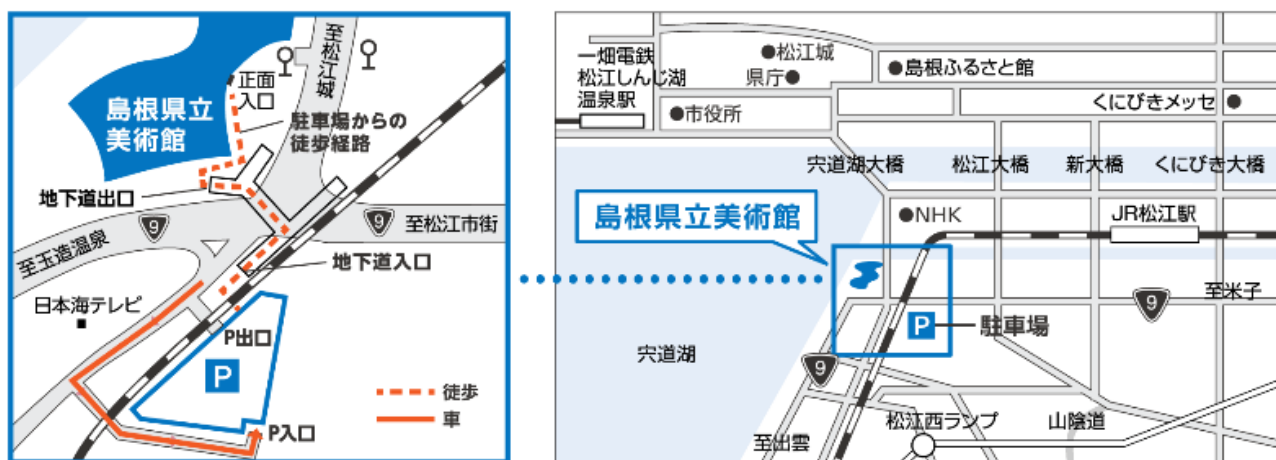 至松江城
正面
入口
島根県立
美術館
駐車場からの
徒歩経路
地下道出口
9
9
至松江市街
至玉造温泉
地下道入口
日本海テレビ
P出口
P
徒歩
車
P入口
一畑電鉄
松江しんじ湖
温泉駅
松江城
県庁
島根ふるさと館
市役所
くにびきメッセ
宍道湖大橋
松江大橋
新大橋
くにびき大橋
島根県立美術館
NHK
JR松江駅
9
至米子
P
駐車場
宍道湖
9
松江西ランプ
山陰道
至出雲